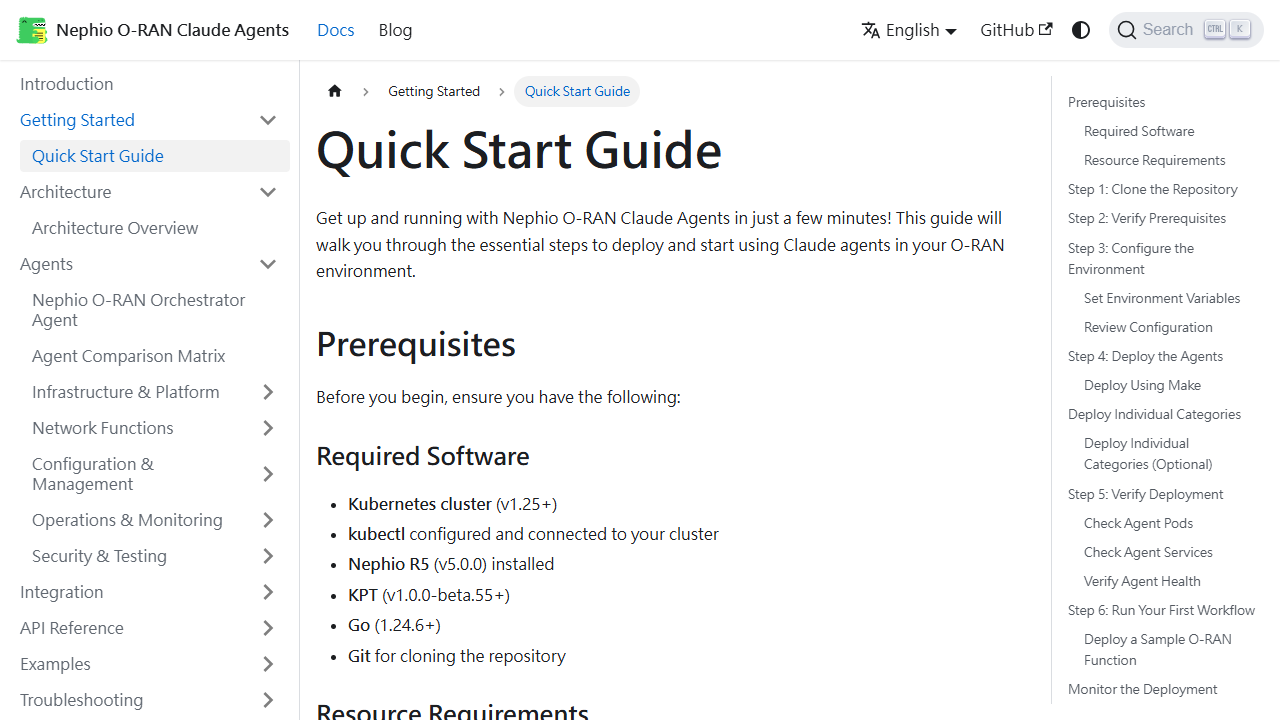 Nephio O-RAN Claude Agents
Docs
Blog
English
GitHub
Search
CTRL
K
Introduction
Getting Started
Quick Start Guide
Architecture
Architecture Overview
Agents
Nephio O-RAN Orchestrator
Agent
Agent Comparison Matrix
Infrastructure & Platform
Network Functions
Configuration &
Management
Operations & Monitoring
Security & Testing
Integration
API Reference
Examples
Troubleshooting
Getting Started
Quick Start Guide
Quick Start Guide
Get up and running with Nephio O-RAN Claude Agents in just a few minutes! This guide will
walk you through the essential steps to deploy and start using Claude agents in your O-RAN
environment.
Prerequisites
Before you begin, ensure you have the following:
Required Software
Kubernetes cluster (v1.25+)
kubectl configured and connected to your cluster
Nephio R5 (v5.0.0) installed
KPT (v1.0.0-beta.55+)
Go (1.24.6+)
Git for cloning the repository
Resource Requirements
Prerequisites
Required Software
Resource Requirements
Step 1: Clone the Repository
Step 2: Verify Prerequisites
Step 3: Configure the
Environment
Set Environment Variables
Review Configuration
Step 4: Deploy the Agents
Deploy Using Make
Deploy Individual Categories
Deploy Individual
Categories (Optional)
Step 5: Verify Deployment
Check Agent Pods
Check Agent Services
Verify Agent Health
Step 6: Run Your First Workflow
Deploy a Sample O-RAN
Function
Monitor the Deployment